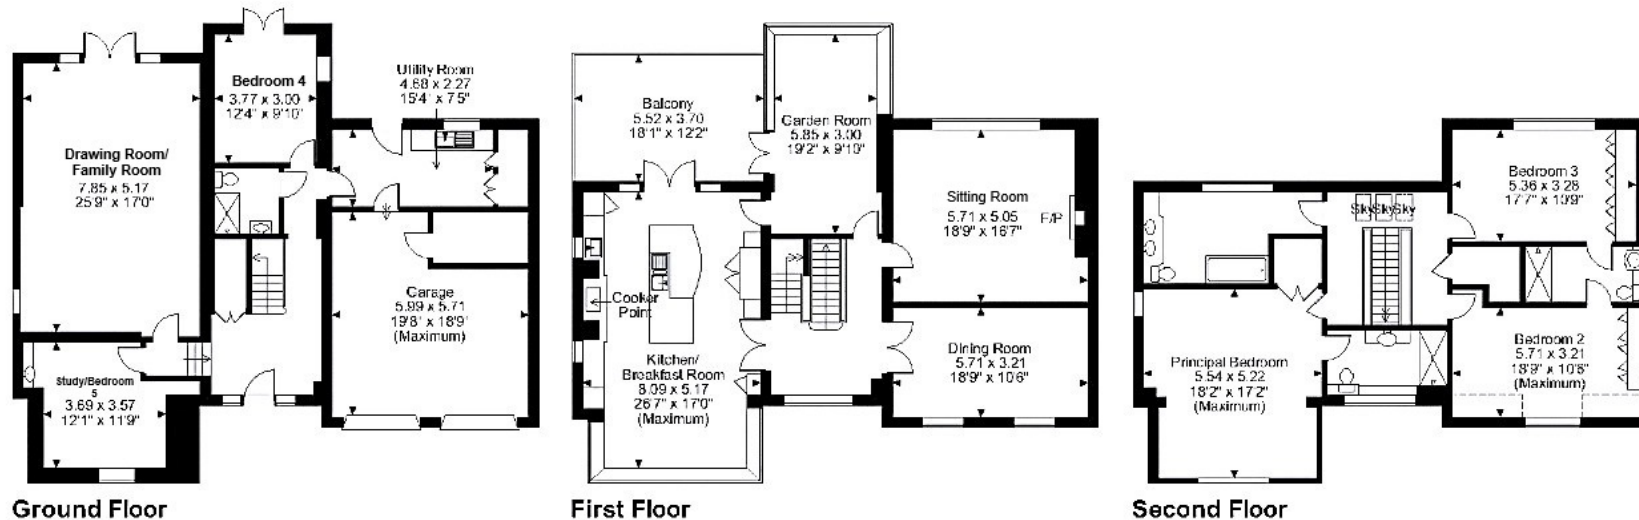 Drawing Room/
Family Room
7.85 x 5.17
25'9" x 17'0"
Bedroom 4
3.77 x 3.00
12'4" x 9'10"
Utility Room
4.68 x 2.27
15'4" x 7'5"
Garage
5.99 x 5.71
19'8" x 18'9"
(Maximum)
Study/Bedroom
5
3.69 x 3.57
12'1" x 11'9"
Ground Floor
Balcony
5.52 x 3.70
18'1" x 12'2"
Garden Room
5.85 x 3.00
19'2" x 9'10"
Sitting Room
5.71 x 5.05
18'9" x 16'7"
F/P
Cooker
Point
Kitchen/
Breakfast Room
8.09 x 5.17
26'7" x 17'0"
(Maximum)
Dining Room
5.71 x 3.21
18'9" x 10'6"
First Floor
Bedroom 3
5.36 x 3.28
17'7" x 10'9"
Sky Sky Sky
Principal Bedroom
5.54 x 5.22
18'2" x 17'2"
(Maximum)
Bedroom 2
5.71 x 3.21
18'9" x 10'6"
(Maximum)
Second Floor